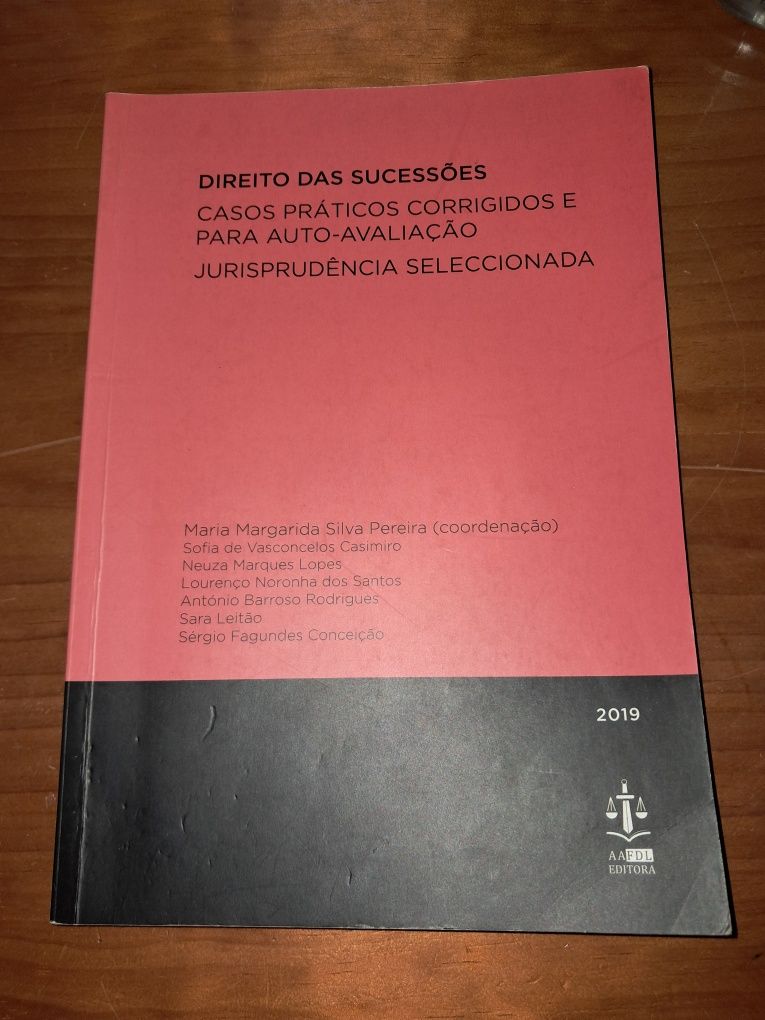 DIREITO DAS SUCESSÕES
CASOS PRÁTICOS CORRIGIDOS E
PARA AUTO-AVALIAÇÃO
JURISPRUDÊNCIA SELECCIONADA
Maria Margarida Silva Pereira (coordenação)
Sofia de Vasconcelos Casimiro
Neuza Marques Lopes
Lourenço Noronha dos Santos
António Barroso Rodrigues
Sara Leitão
Sérgio Fagundes Conceição
2019
AAFDL
EDITORA